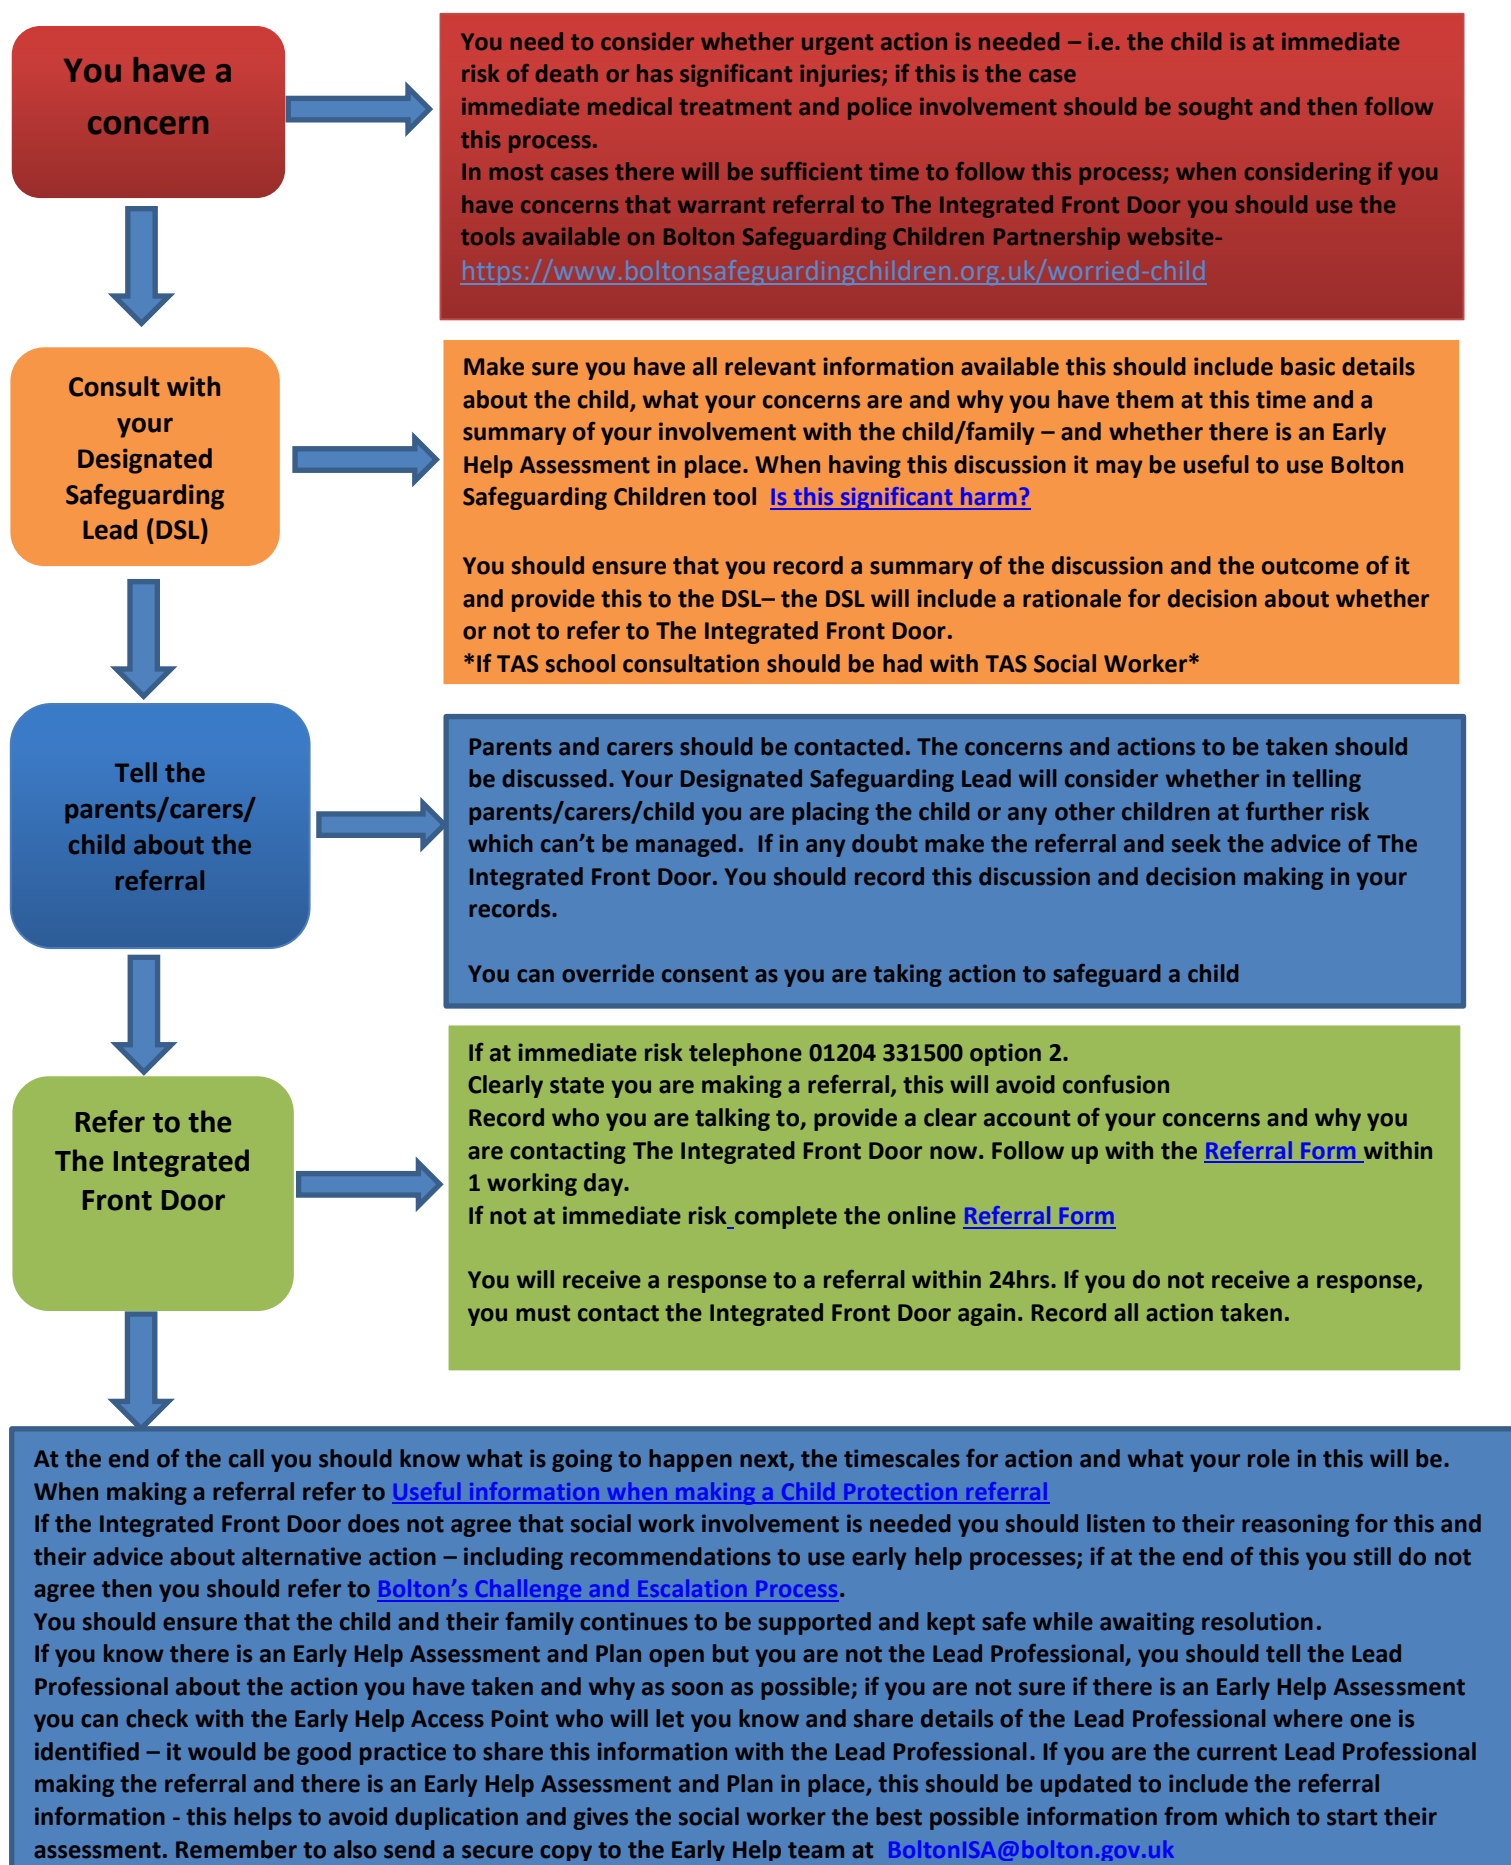 You have a
concern
You need to consider whether urgent action is needed – i.e. the child is at immediate
risk of death or has significant injuries; if this is the case
immediate medical treatment and police involvement should be sought and then follow
this process.
In most cases there will be sufficient time to follow this process; when considering if you
have concerns that warrant referral to The Integrated Front Door you should use the
tools available on Bolton Safeguarding Children Partnership website-
https://www.boltonsafeguardingchildren.org.uk/worried-child
Consult with
your
Designated
Safeguarding
Lead (DSL)
Make sure you have all relevant information available this should include basic details
about the child, what your concerns are and why you have them at this time and a
summary of your involvement with the child/family – and whether there is an Early
Help Assessment in place. When having this discussion it may be useful to use Bolton
Safeguarding Children tool  Is this significant harm?
You should ensure that you record a summary of the discussion and the outcome of it
and provide this to the DSL– the DSL will include a rationale for decision about whether
or not to refer to The Integrated Front Door.
*If TAS school consultation should be had with TAS Social Worker*
Tell the
parents/carers/
child about the
referral
Parents and carers should be contacted. The concerns and actions to be taken should
be discussed. Your Designated Safeguarding Lead will consider whether in telling
parents/carers/child you are placing the child or any other children at further risk
which can't be managed.  If in any doubt make the referral and seek the advice of The
Integrated Front Door. You should record this discussion and decision making in your
records.
You can override consent as you are taking action to safeguard a child
Refer to the
The Integrated
Front Door
If at immediate risk telephone 01204 331500 option 2.
Clearly state you are making a referral, this will avoid confusion
Record who you are talking to, provide a clear account of your concerns and why you
are contacting The Integrated Front Door now. Follow up with the Referral Form within
1 working day.
If not at immediate risk complete the online Referral Form
You will receive a response to a referral within 24hrs. If you do not receive a response,
you must contact the Integrated Front Door again. Record all action taken.
At the end of the call you should know what is going to happen next, the timescales for action and what your role in this will be.
When making a referral refer to Useful information when making a Child Protection referral
If the Integrated Front Door does not agree that social work involvement is needed you should listen to their reasoning for this and
their advice about alternative action – including recommendations to use early help processes; if at the end of this you still do not
agree then you should refer to Bolton's Challenge and Escalation Process.
You should ensure that the child and their family continues to be supported and kept safe while awaiting resolution.
If you know there is an Early Help Assessment and Plan open but you are not the Lead Professional, you should tell the Lead
Professional about the action you have taken and why as soon as possible; if you are not sure if there is an Early Help Assessment
you can check with the Early Help Access Point who will let you know and share details of the Lead Professional where one is
identified – it would be good practice to share this information with the Lead Professional. If you are the current Lead Professional
making the referral and there is an Early Help Assessment and Plan in place, this should be updated to include the referral
information - this helps to avoid duplication and gives the social worker the best possible information from which to start their
assessment. Remember to also send a secure copy to the Early Help team at  BoltonISA@bolton.gov.uk